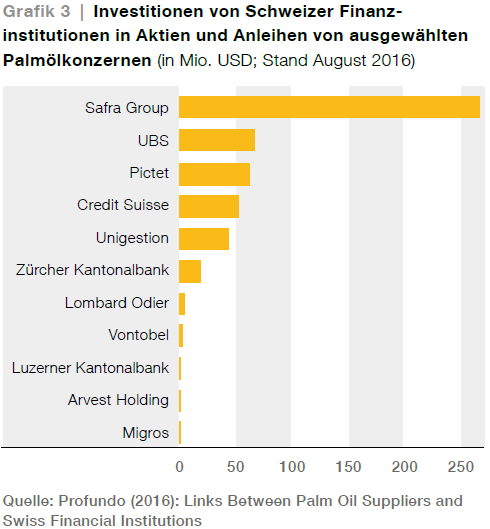 Grafik 3 | Investitionen von Schweizer Finanz-
institutionen in Aktien und Anleihen von ausgewählten
Palmölkonzernen (in Mio. USD; Stand August 2016)
Safra Group
UBS
Pictet
Credit Suisse
Unigestion
Zürcher Kantonalbank
Lombard Odier
Vontobel
Luzerner Kantonalbank
Arvest Holding
Migros
0 50 100 150 200 250
Quelle: Profundo (2016): Links Between Palm Oil Suppliers and
Swiss Financial Institutions